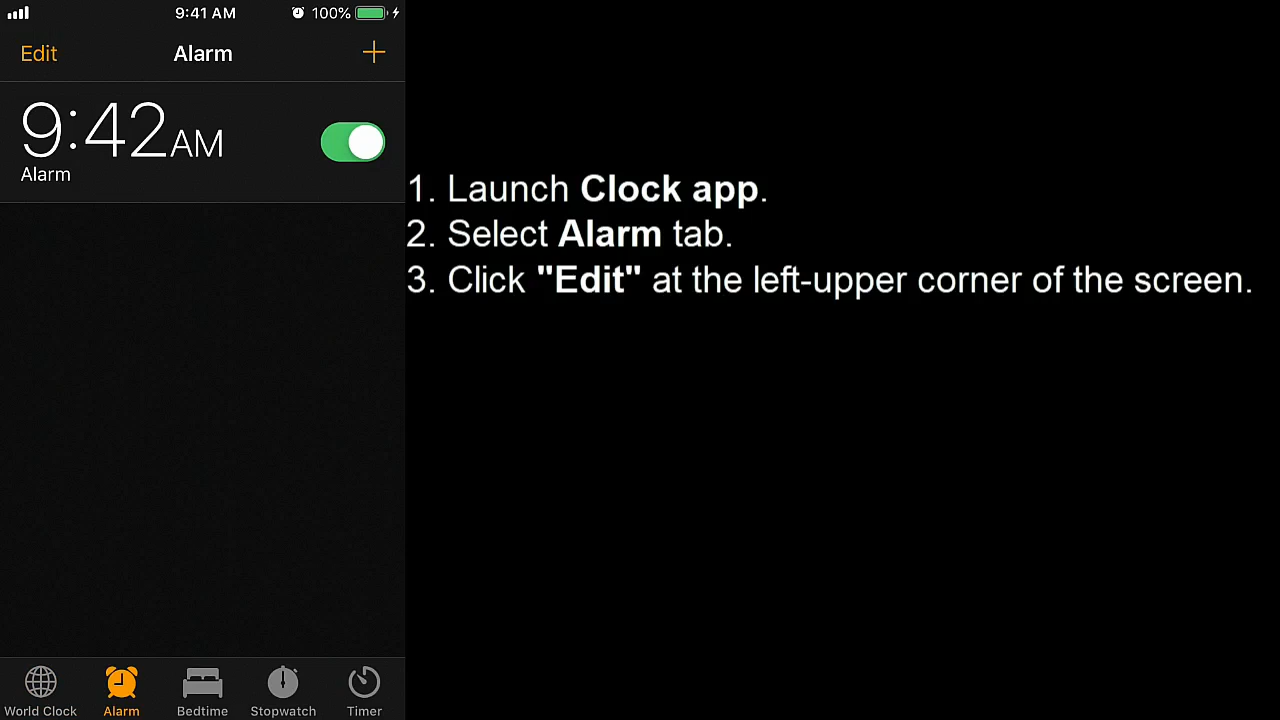 9:41 AM 100%
Edit Alarm +
9:42AM
Alarm
1. Launch Clock app.
2. Select Alarm tab.
3. Click "Edit" at the left-upper corner of the screen.
World Clock Alarm Bedtime Stopwatch Timer